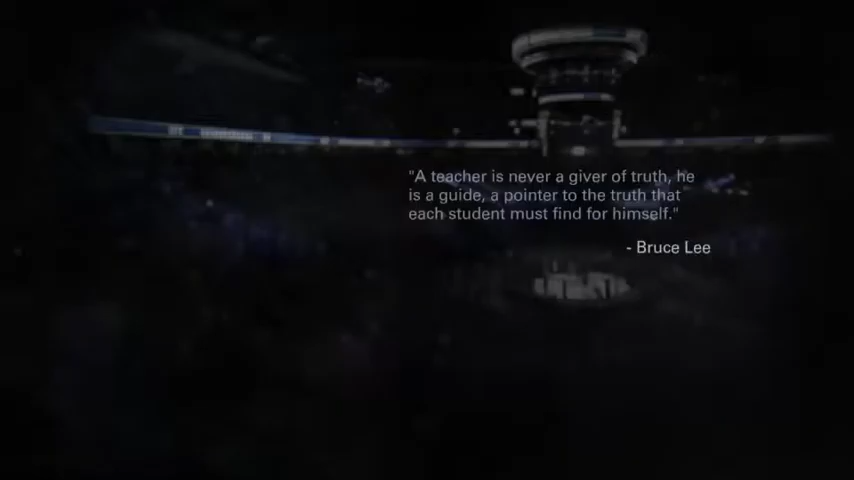 "A teacher is never a giver of truth, he
is a guide, a pointer to the truth that
each student must find for himself."
- Bruce Lee